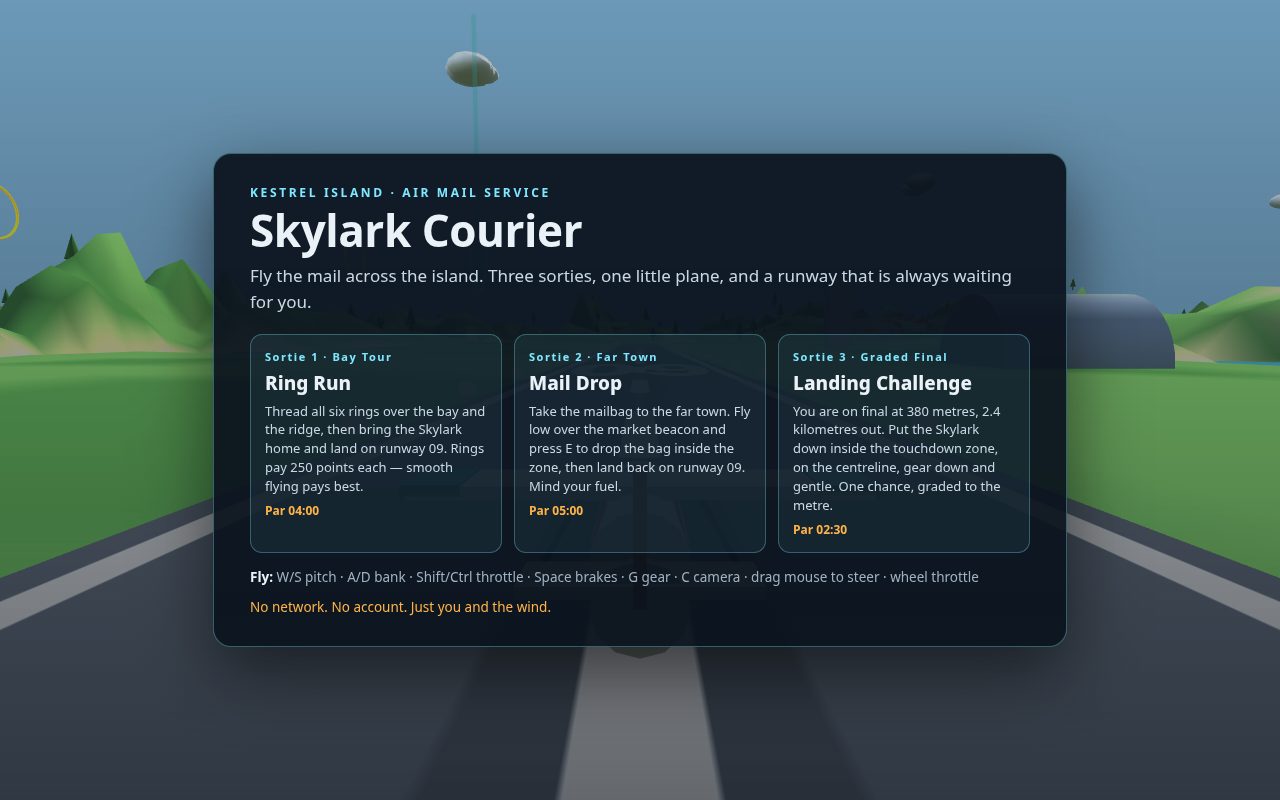 KESTREL ISLAND · AIR MAIL SERVICE
Skylark Courier
Fly the mail across the island. Three sorties, one little plane, and a runway that is always waiting
for you.
Sortie 1 · Bay Tour
Ring Run
Thread all six rings over the bay and
the ridge, then bring the Skylark
home and land on runway 09. Rings
pay 250 points each — smooth
flying pays best.
Par 04:00
Sortie 2 · Far Town
Mail Drop
Take the mailbag to the far town. Fly
low over the market beacon and
press E to drop the bag inside the
zone, then land back on runway 09.
Mind your fuel.
Par 05:00
Sortie 3 · Graded Final
Landing Challenge
You are on final at 380 metres, 2.4
kilometres out. Put the Skylark
down inside the touchdown zone,
on the centreline, gear down and
gentle. One chance, graded to the
metre.
Par 02:30
Fly: W/S pitch · A/D bank · Shift/Ctrl throttle · Space brakes · G gear · C camera · drag mouse to steer · wheel throttle
No network. No account. Just you and the wind.